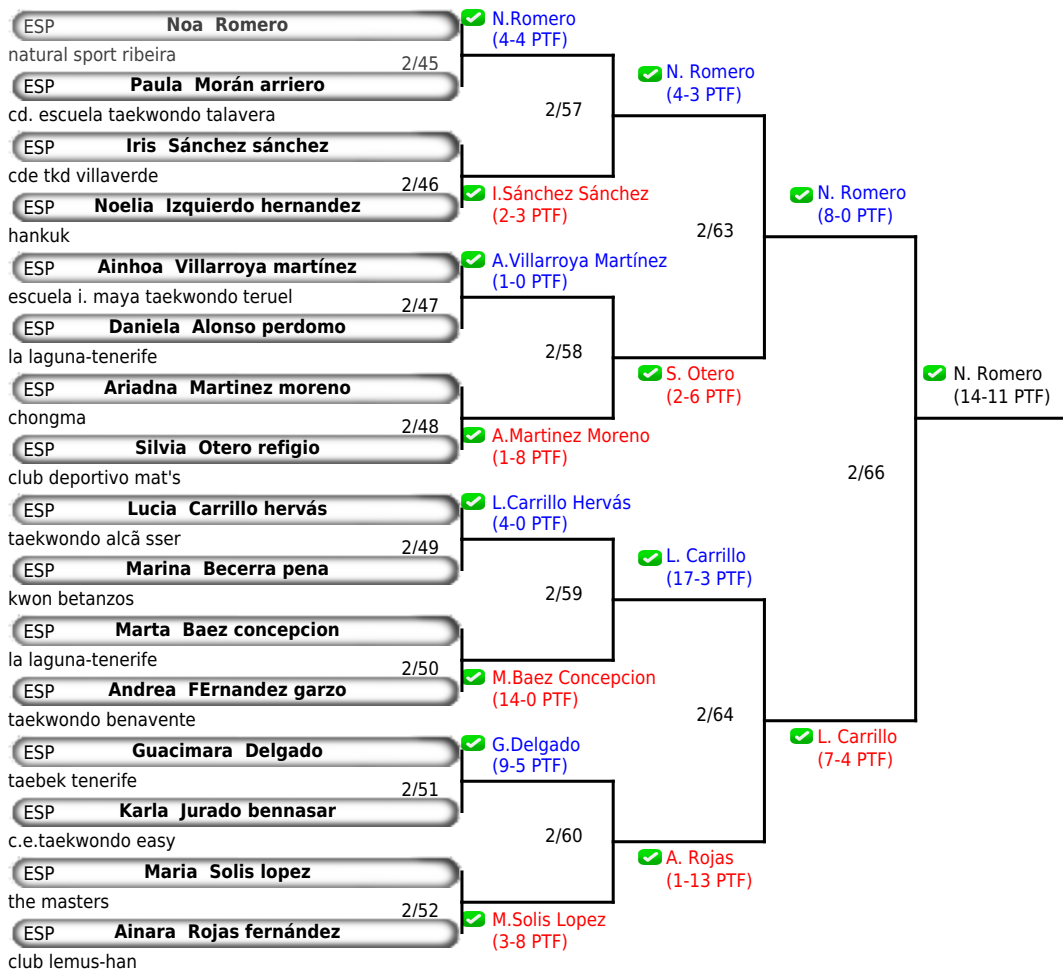 ESP Noa Romero
natural sport ribeira
2/45
ESP Paula Morán arriero
cd. escuela taekwondo talavera
ESP Iris Sánchez sánchez
cde tkd villaverde
2/46
ESP Noelia Izquierdo hernandez
hankuk
ESP Ainhoa Villarroya martínez
escuela i. maya taekwondo teruel
2/47
ESP Daniela Alonso perdomo
la laguna-tenerife
ESP Ariadna Martinez moreno
chongma
2/48
ESP Silvia Otero refigio
club deportivo mat's
ESP Lucia Carrillo hervás
taekwondo alcã sser
2/49
ESP Marina Becerra pena
kwon betanzos
ESP Marta Baez concepcion
la laguna-tenerife
2/50
ESP Andrea FErnandez garzo
taekwondo benavente
ESP Guacimara Delgado
taebek tenerife
2/51
ESP Karla Jurado bennasar
c.e.taekwondo easy
ESP Maria Solis lopez
the masters
2/52
ESP Ainara Rojas fernández
club lemus-han
N.Romero
(4-4 PTF)
2/57
I.Sánchez Sánchez
(2-3 PTF)
A.Villarroya Martínez
(1-0 PTF)
2/58
A.Martinez Moreno
(1-8 PTF)
L.Carrillo Hervás
(4-0 PTF)
2/59
M.Baez Concepcion
(14-0 PTF)
G.Delgado
(9-5 PTF)
2/60
M.Solis Lopez
(3-8 PTF)
N. Romero
(4-3 PTF)
2/63
S. Otero
(2-6 PTF)
L. Carrillo
(17-3 PTF)
2/64
A. Rojas
(1-13 PTF)
N. Romero
(8-0 PTF)
2/66
L. Carrillo
(7-4 PTF)
N. Romero
(14-11 PTF)